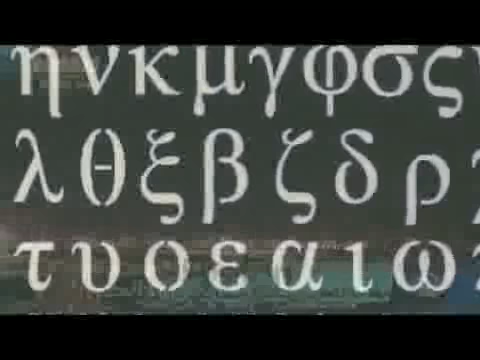 ηνκμγφσς
λθξβζδρ
τυοεαιω